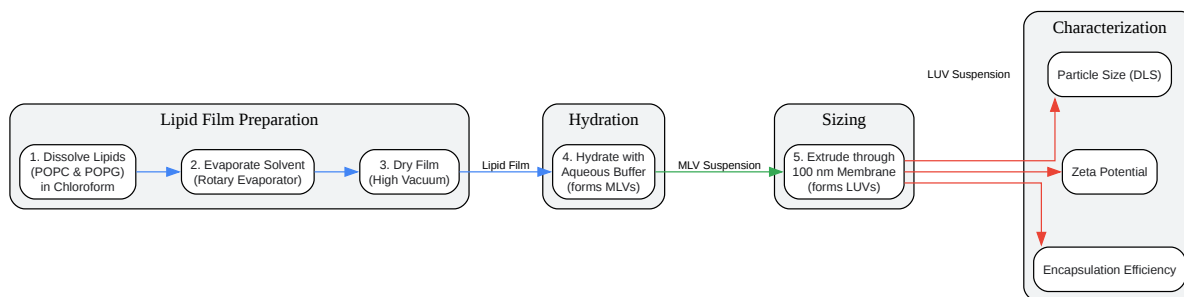 Lipid Film Preparation
1. Dissolve Lipids
(POPC & POPG)
in Chloroform
2. Evaporate Solvent
(Rotary Evaporator)
3. Dry Film
(High Vacuum)
Lipid Film
Hydration
4. Hydrate with
Aqueous Buffer
(forms MLVs)
MLV Suspension
Sizing
5. Extrude through
100 nm Membrane
(forms LUVs)
LUV Suspension
Characterization
Particle Size (DLS)
Zeta Potential
Encapsulation Efficiency